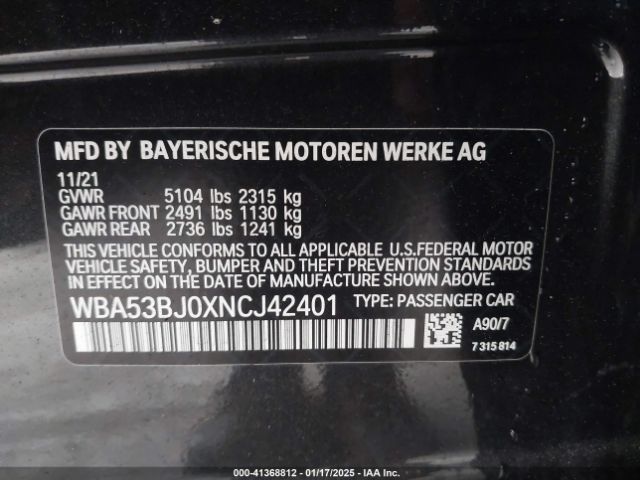 MFD BY BAYERISCHE MOTOREN WERKE AG
11/21
GVWR 5104 lbs 2315 kg
GAWR FRONT 2491 lbs 1130 kg
GAWR REAR 2736 lbs 1241 kg
THIS VEHICLE CONFORMS TO ALL APPLICABLE U.S.FEDERAL MOTOR
VEHICLE SAFETY, BUMPER AND THEFT PREVENTION STANDARDS IN
EFFECT ON THE DATE OF MANUFACTURE SHOWN ABOVE.
WBA53BJ0XNCJ42401 TYPE: PASSENGER CAR
A90/7
7 315 814
000-41368812 - 01/17/2025 - IAA Inc.